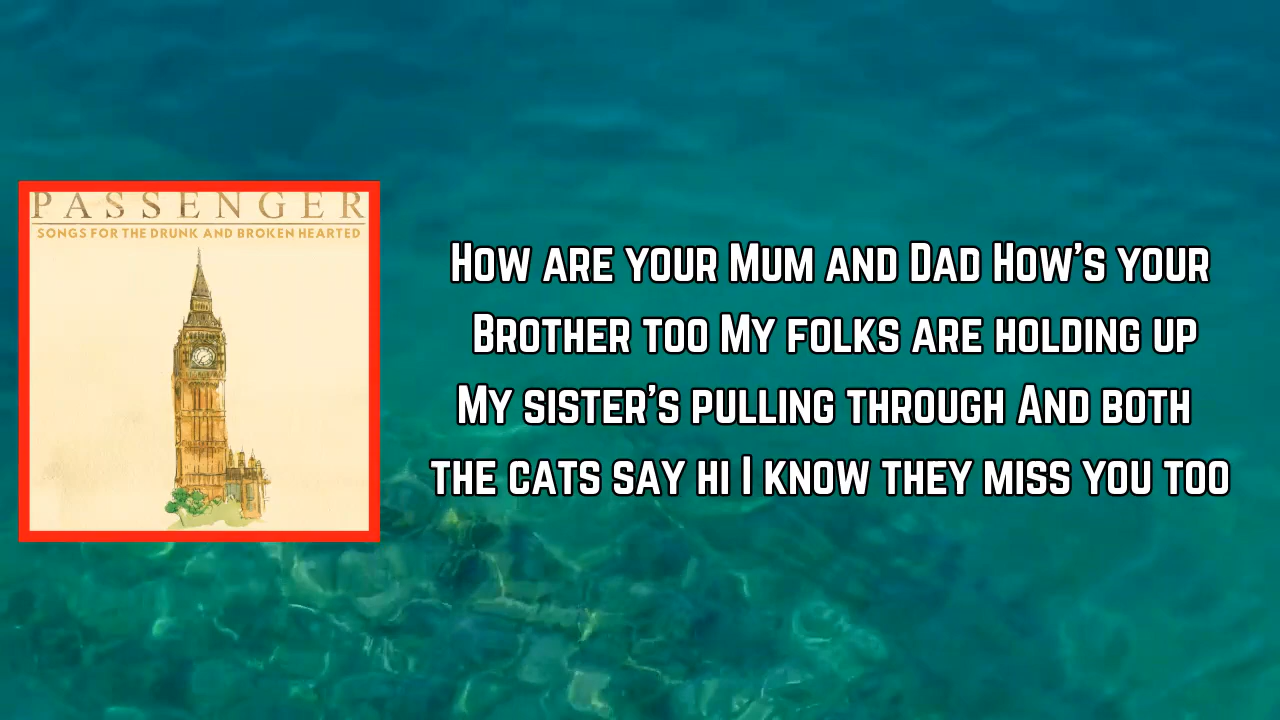 PASSENGER
SONGS FOR THE DRUNK AND BROKEN HEARTED
How are your Mum and Dad How's your
Brother too My folks are holding up
My sister's pulling through And both
the cats say hi I know they miss you too